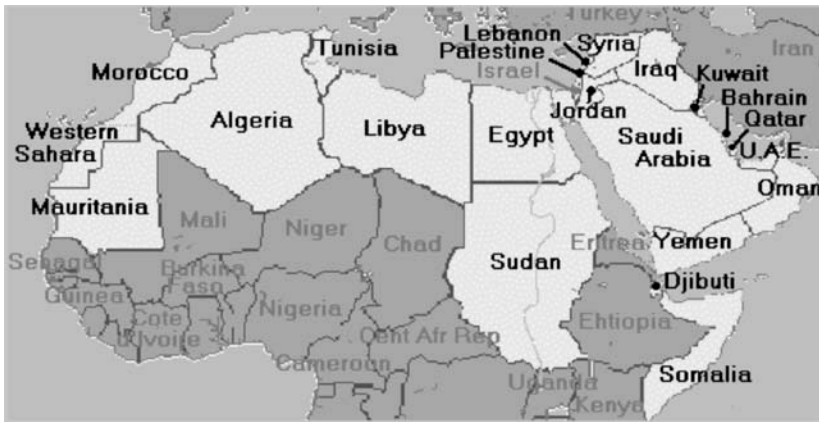 Turkey
Lebanon
Syria
Tunisia
Palestine
Iran
Israel
Iraq
Morocco
Kuwait
Bahrain
Jordan
Qatar
Algeria
Libya
Egypt
Saudi
Arabia
Western
Sahara
U.A.E.
Oman
Mauritania
Mali
Niger
Chad
Eritrea
Yemen
Senagal
Burkina
Faso
Sudan
Djibuti
Guinea
Nigeria
Cote
d'Ivoire
Ehtiopia
Cent Afr Rep
Cameroun
Uganda
Somalia
Kenya